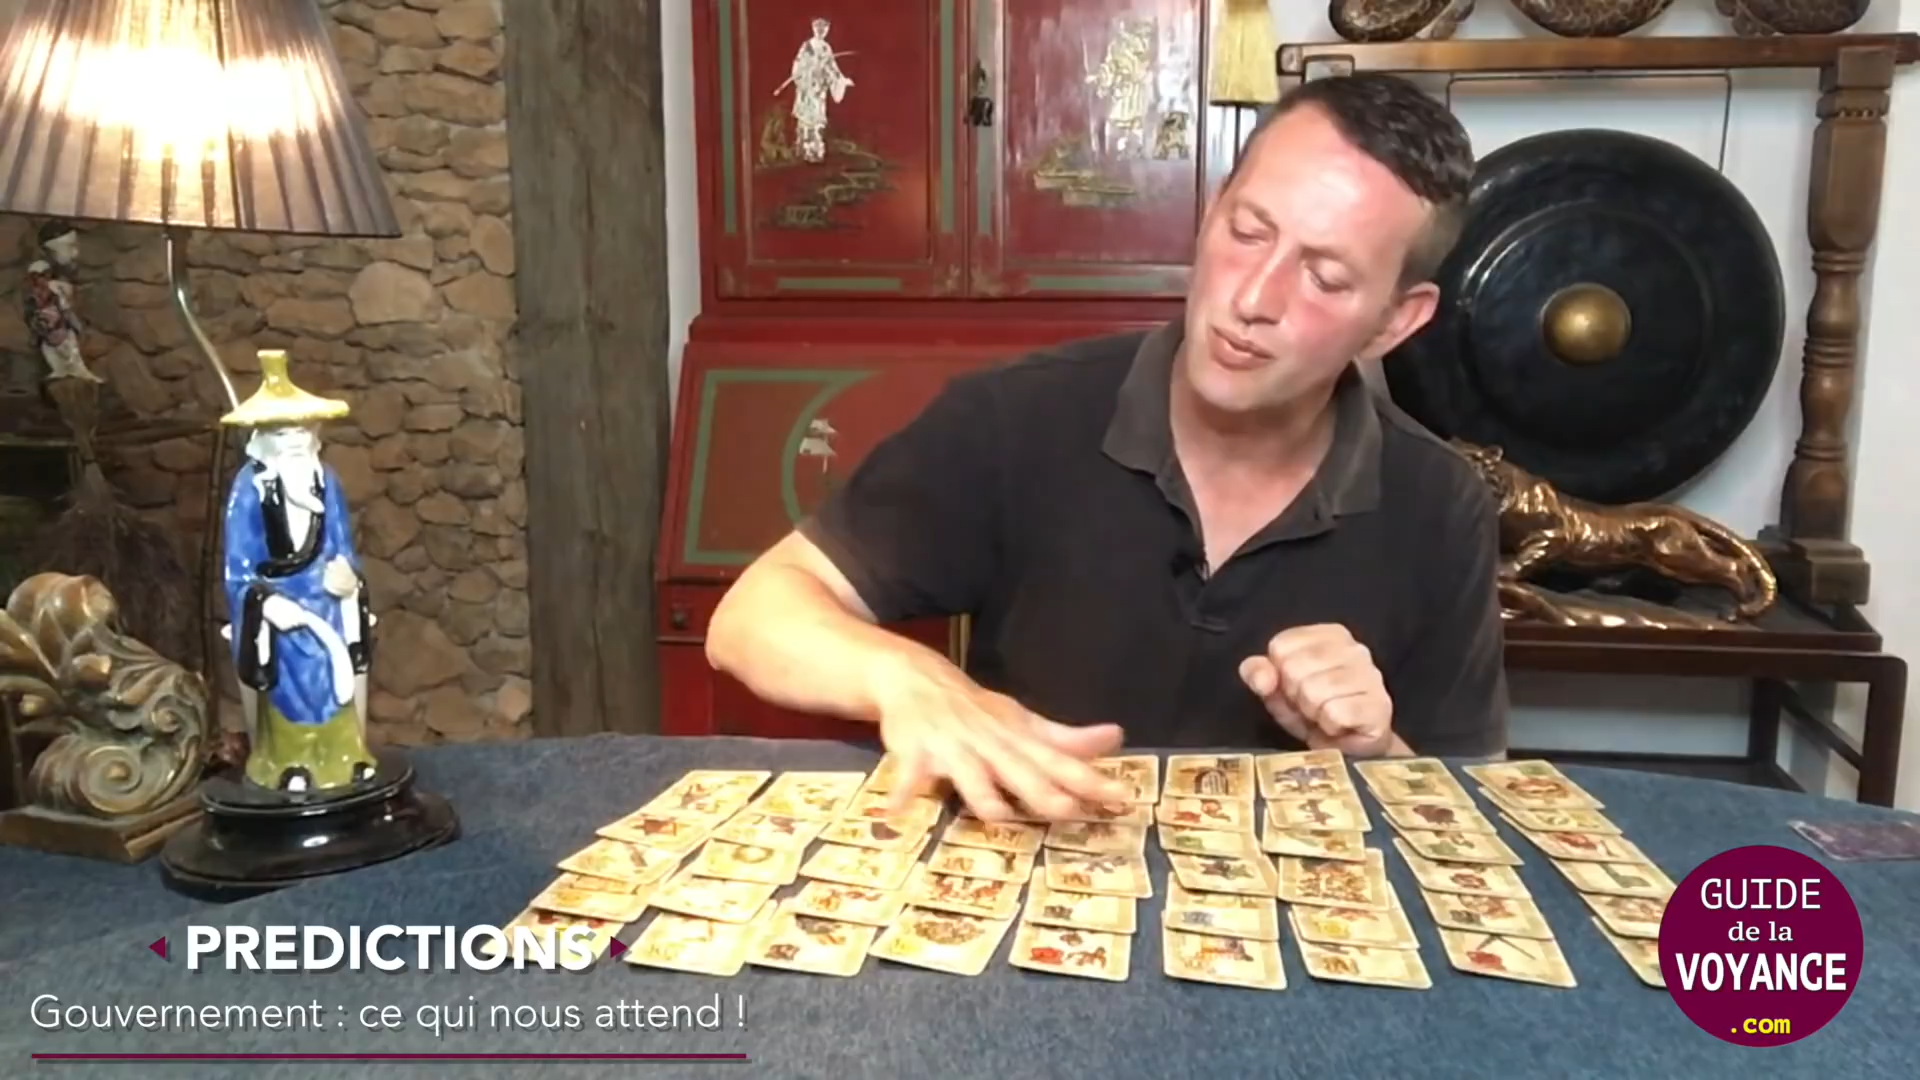 PREDICTIONS
Gouvernement : ce qui nous attend !
GUIDE
de la
VOYANCE
.com